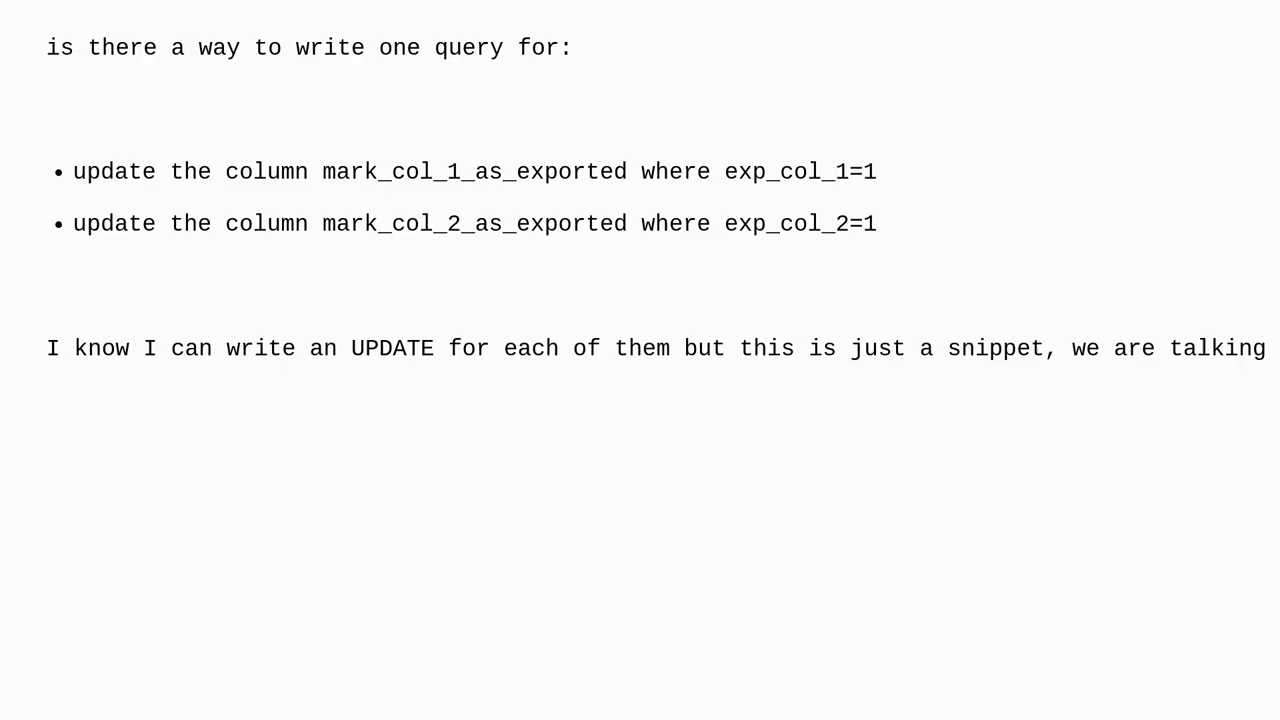 is there a way to write one query for:
• update the column mark_col_1_as_exported where exp_col_1=1
• update the column mark_col_2_as_exported where exp_col_2=1
I know I can write an UPDATE for each of them but this is just a snippet, we are talking